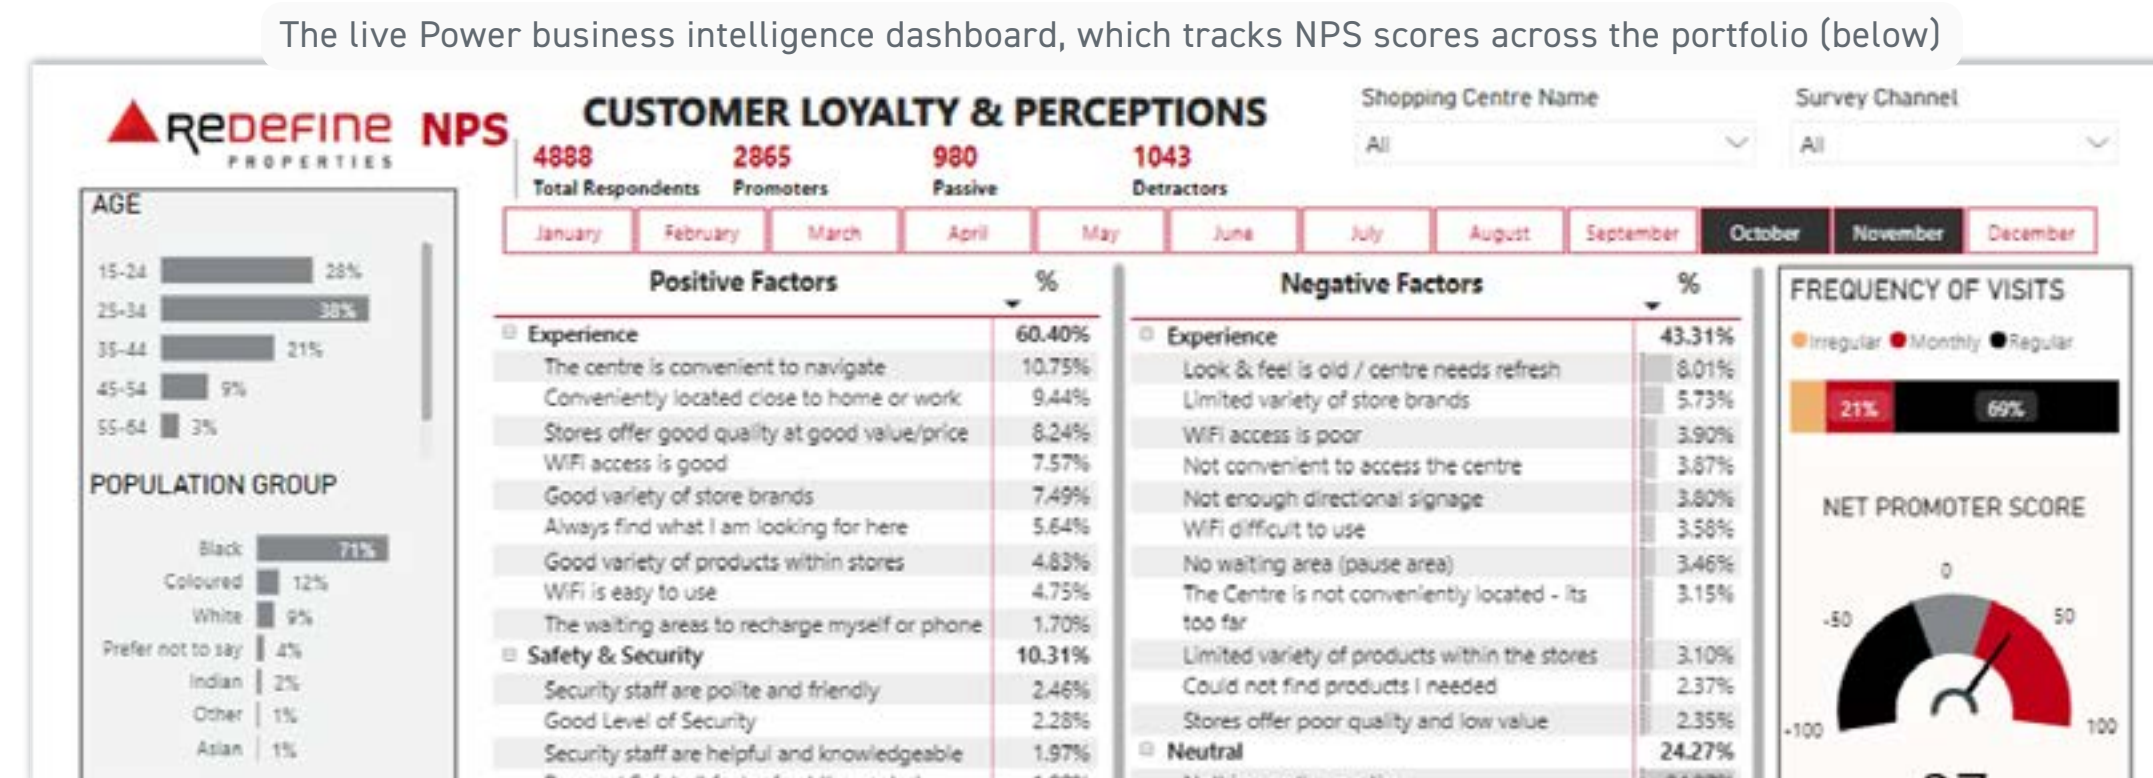 The live Power business intelligence dashboard, which tracks NPS scores across the portfolio (below)
REDEFINE
PROPERTIES
NPS
CUSTOMER LOYALTY & PERCEPTIONS
4888
Total Respondents
2865
Promoters
980
Passive
1043
Detractors
Shopping Centre Name
All
Survey Channel
All
January February March April May June July August September October November December
AGE
15-24 28%
25-34 38%
35-44 21%
45-54 9%
55-64 3%
POPULATION GROUP
Black 71%
Coloured 12%
White 9%
Prefer not to say 4%
Indian 2%
Other 1%
Asian 1%
Positive Factors %
Experience 60.40%
The centre is convenient to navigate 10.75%
Conveniently located close to home or work 9.44%
Stores offer good quality at good value/price 8.24%
WiFi access is good 7.57%
Good variety of store brands 7.49%
Always find what I am looking for here 5.64%
Good variety of products within stores 4.83%
WiFi is easy to use 4.75%
The waiting areas to recharge myself or phone 1.70%
Safety & Security 10.31%
Security staff are polite and friendly 2.46%
Good Level of Security 2.28%
Security staff are helpful and knowledgeable 1.97%
Negative Factors %
Experience 43.31%
Look & feel is old / centre needs refresh 8.01%
Limited variety of store brands 5.73%
WiFi access is poor 3.90%
Not convenient to access the centre 3.87%
Not enough directional signage 3.80%
WiFi difficult to use 3.58%
No waiting area (pause area) 3.46%
The Centre is not conveniently located - its 3.15%
too far
Limited variety of products within the stores 3.10%
Could not find products I needed 2.37%
Stores offer poor quality and low value 2.35%
Neutral 24.27%
FREQUENCY OF VISITS
Irregular Monthly Regular
21% 69%
NET PROMOTER SCORE
0
-50 50
-100 100